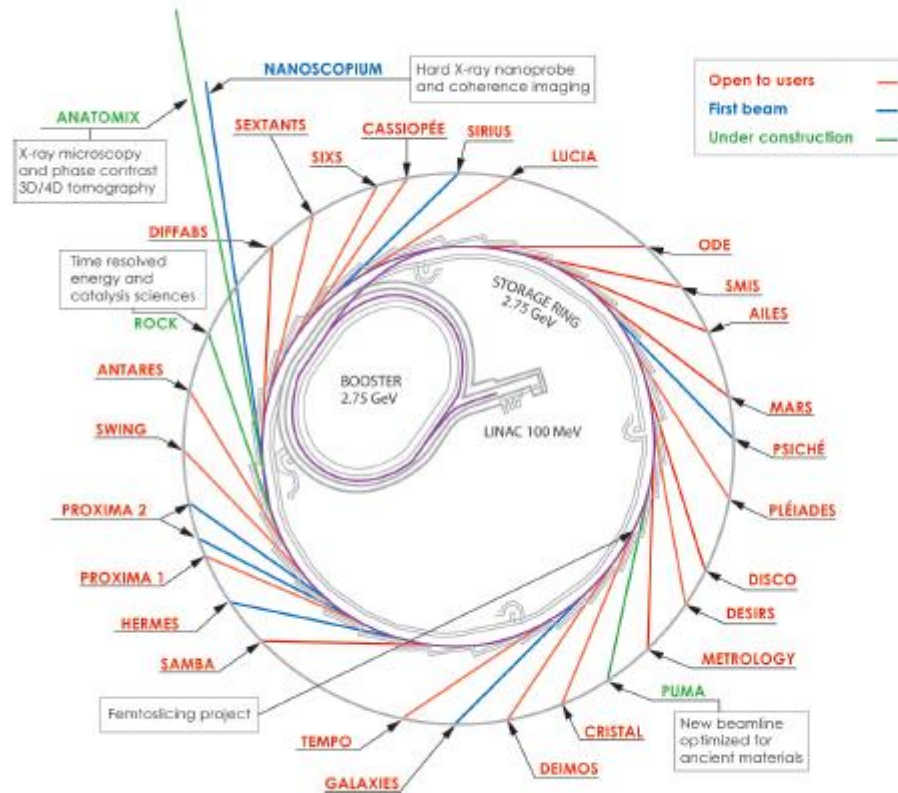 NANOSCOPIUM
Hard X-ray nanoprobe
and coherence imaging
Open to users
First beam
Under construction
ANATOMIX
X-ray microscopy
and phase contrast
3D/4D tomography
SEXTANTS
SIXS
CASSIOPÉE
SIRIUS
LUCIA
DIFFABS
Time resolved
energy and
catalysis sciences
ROCK
ODE
SMIS
AILES
STORAGE RING
2.75 GeV
ANTARES
BOOSTER
2.75 GeV
LINAC 100 MeV
MARS
SWING
PSICHÉ
PROXIMA 2
PLÉIADES
PROXIMA 1
DISCO
HERMES
DESIRS
SAMBA
METROLOGY
Femtoslicing project
PUMA
New beamline
optimized for
ancient materials
TEMPO
CRISTAL
GALAXIES
DEIMOS